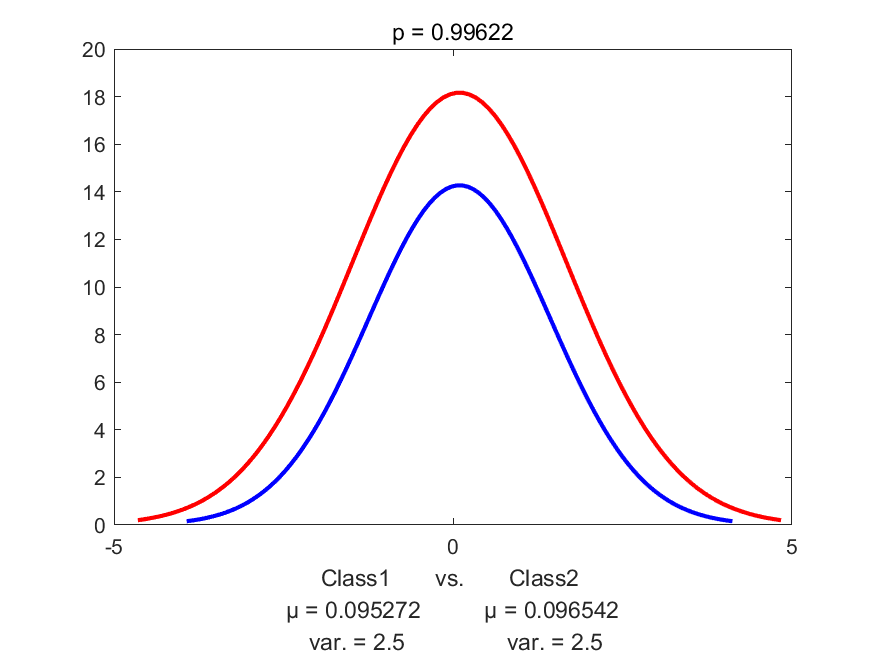 p = 0.99622
20
18
16
14
12
10
8
6
4
2
0
-5 0 5
Class1 vs. Class2
μ = 0.095272 μ = 0.096542
var. = 2.5 var. = 2.5